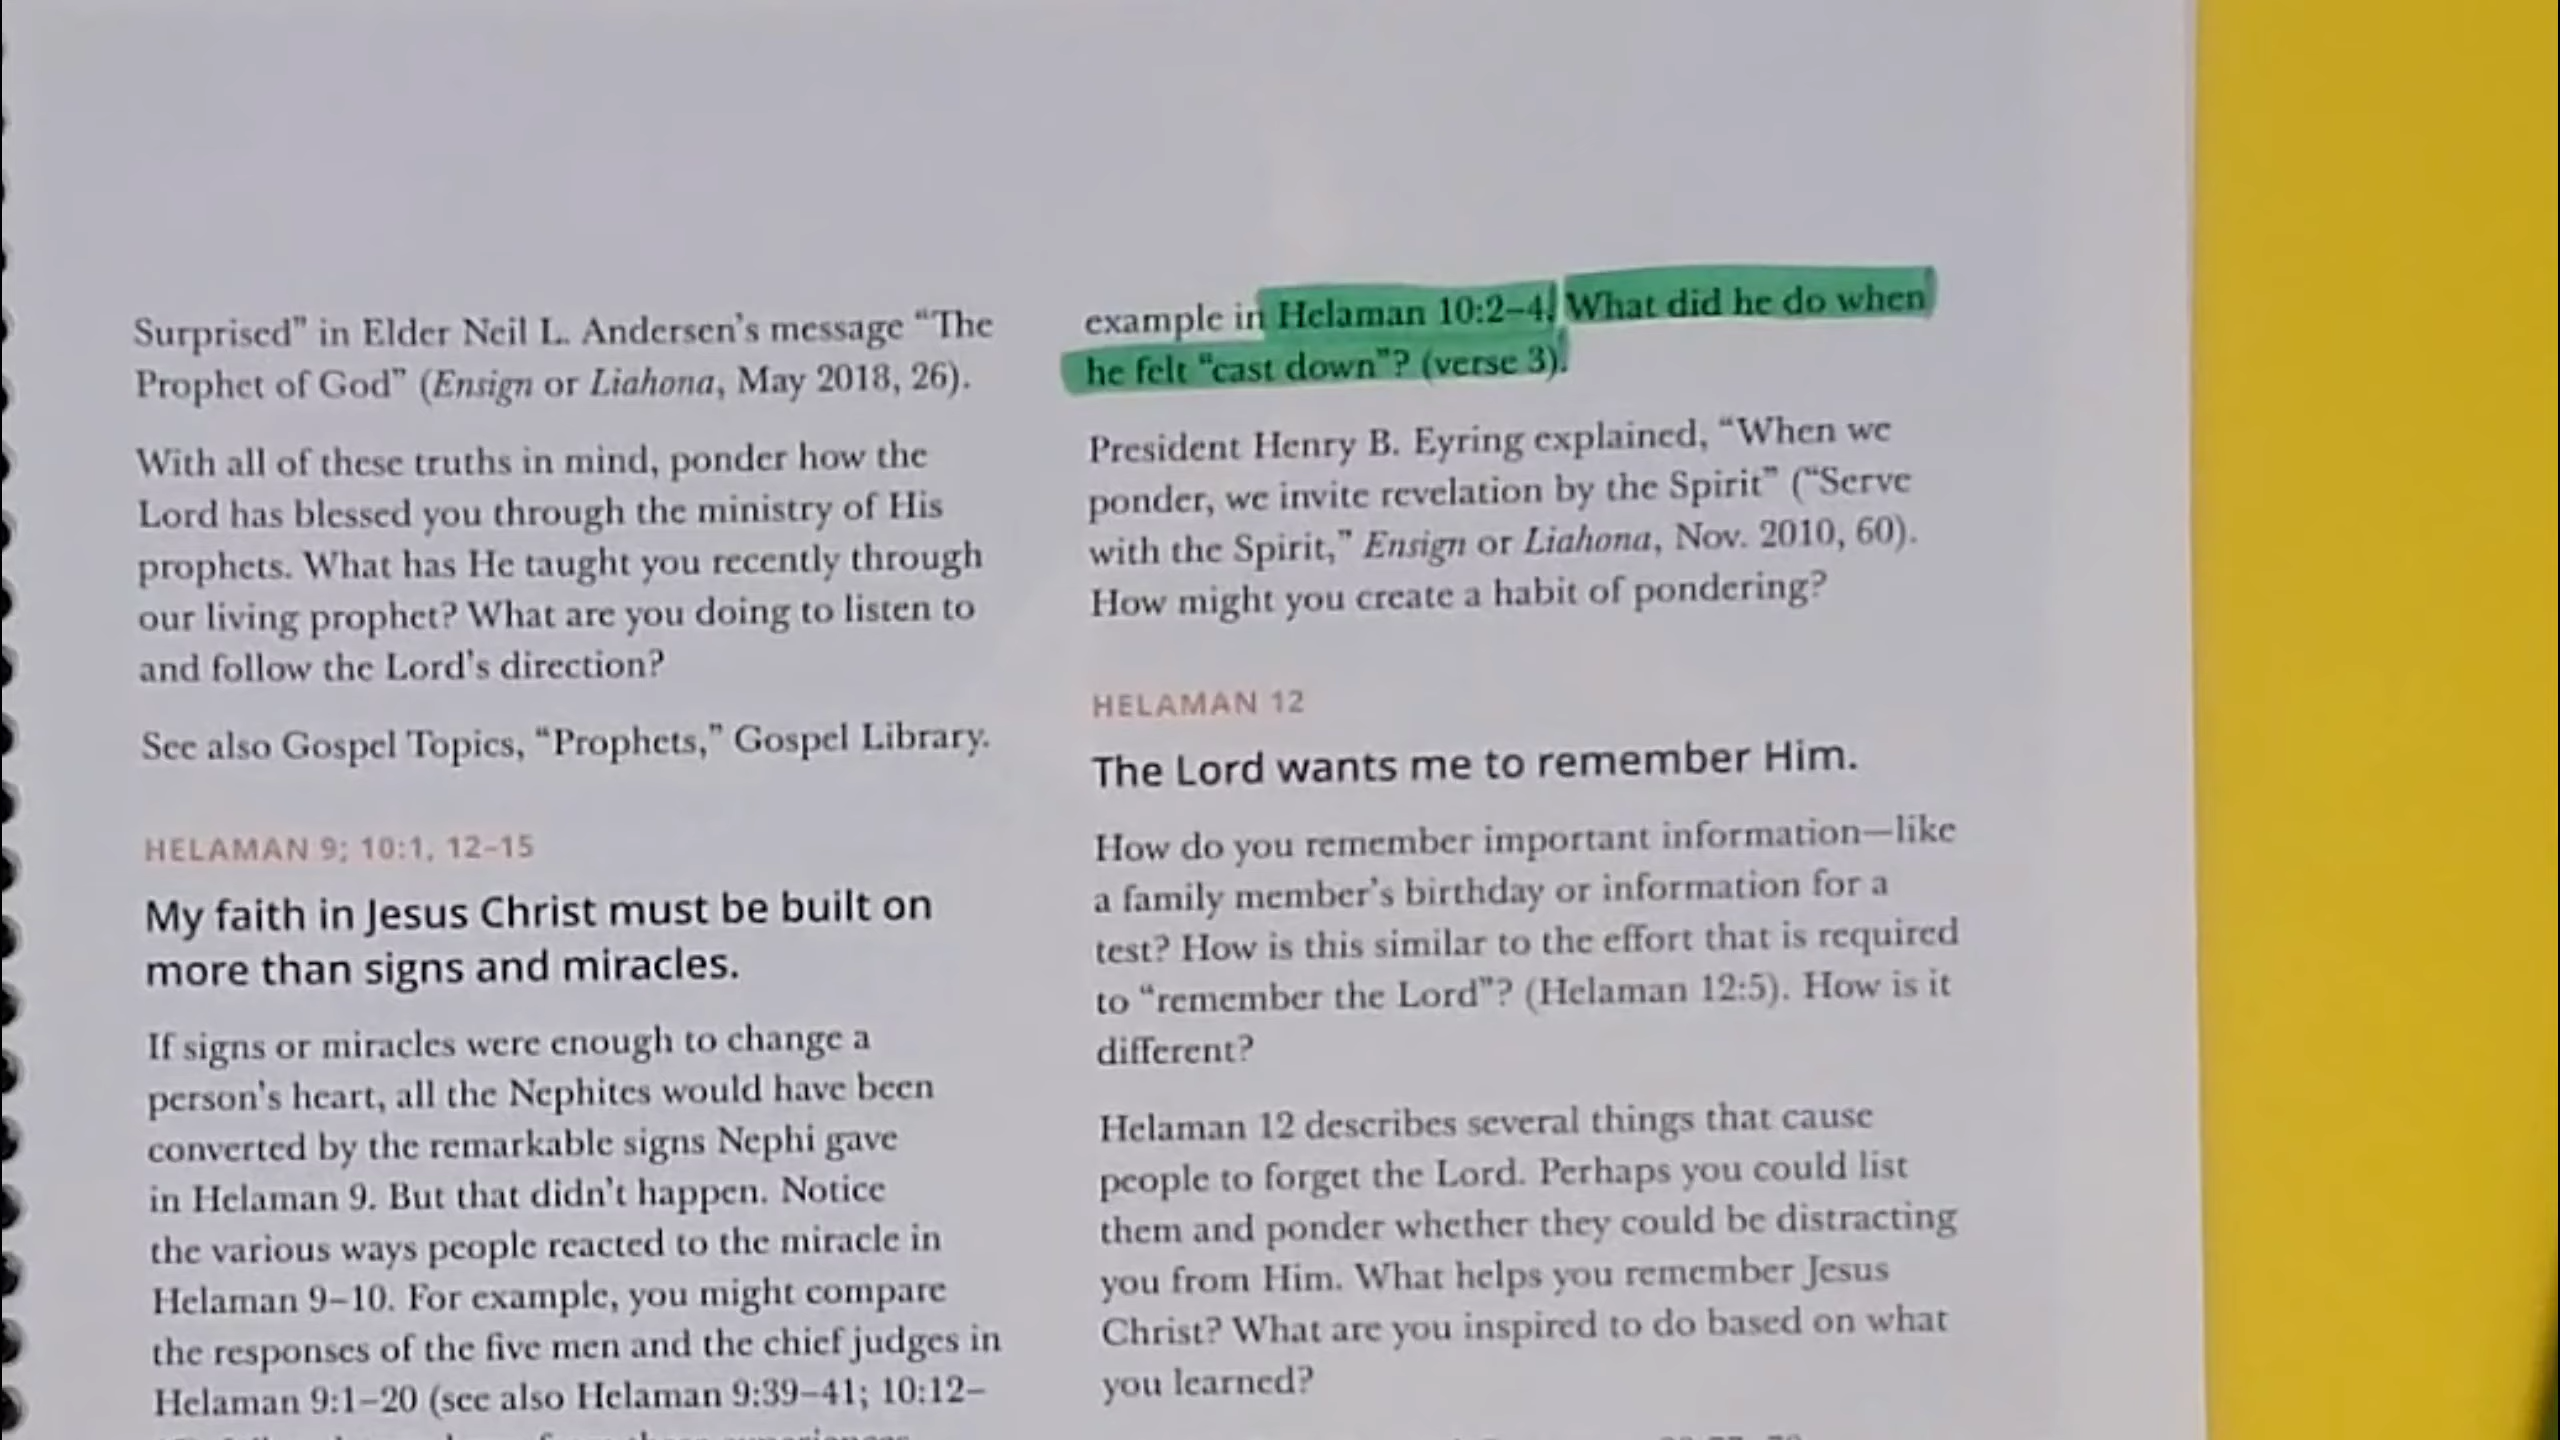 Surprised” in Elder Neil L. Andersen’s message “The
Prophet of God” (Ensign or Liahona, May 2018, 26).
With all of these truths in mind, ponder how the
Lord has blessed you through the ministry of His
prophets. What has He taught you recently through
our living prophet? What are you doing to listen to
and follow the Lord’s direction?
See also Gospel Topics, “Prophets,” Gospel Library.
HELAMAN 9; 10:1, 12–15
My faith in Jesus Christ must be built on
more than signs and miracles.
If signs or miracles were enough to change a
person’s heart, all the Nephites would have been
converted by the remarkable signs Nephi gave
in Helaman 9. But that didn’t happen. Notice
the various ways people reacted to the miracle in
Helaman 9–10. For example, you might compare
the responses of the five men and the chief judges in
Helaman 9:1–20 (see also Helaman 9:39–41; 10:12–
example in Helaman 10:2–4. What did he do when
he felt “cast down”? (verse 3).
President Henry B. Eyring explained, “When we
ponder, we invite revelation by the Spirit” (“Serve
with the Spirit,” Ensign or Liahona, Nov. 2010, 60).
How might you create a habit of pondering?
HELAMAN 12
The Lord wants me to remember Him.
How do you remember important information—like
a family member’s birthday or information for a
test? How is this similar to the effort that is required
to “remember the Lord”? (Helaman 12:5). How is it
different?
Helaman 12 describes several things that cause
people to forget the Lord. Perhaps you could list
them and ponder whether they could be distracting
you from Him. What helps you remember Jesus
Christ? What are you inspired to do based on what
you learned?